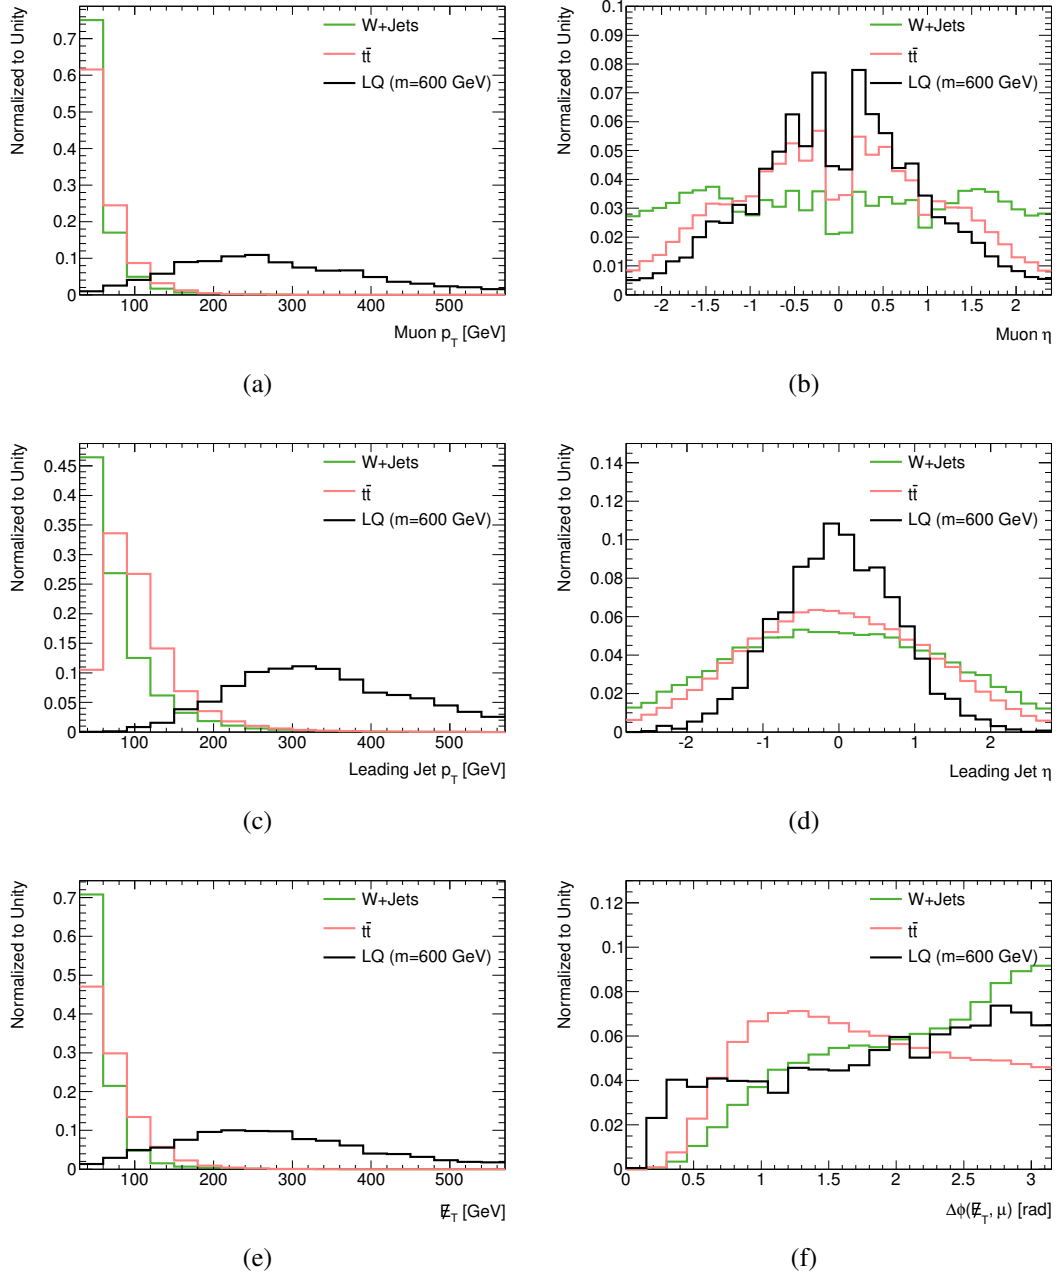 Normalized to Unity
0.7
0.6
0.5
0.4
0.3
0.2
0.1
0
100 200 300 400 500
Muon p_T [GeV]
W+Jets
tt̄
LQ (m=600 GeV)
(a)
Normalized to Unity
0.1
0.09
0.08
0.07
0.06
0.05
0.04
0.03
0.02
0.01
0
-2 -1.5 -1 -0.5 0 0.5 1 1.5 2
Muon η
W+Jets
tt̄
LQ (m=600 GeV)
(b)
Normalized to Unity
0.45
0.4
0.35
0.3
0.25
0.2
0.15
0.1
0.05
0
100 200 300 400 500
Leading Jet p_T [GeV]
W+Jets
tt̄
LQ (m=600 GeV)
(c)
Normalized to Unity
0.14
0.12
0.1
0.08
0.06
0.04
0.02
0
-2 -1 0 1 2
Leading Jet η
W+Jets
tt̄
LQ (m=600 GeV)
(d)
Normalized to Unity
0.7
0.6
0.5
0.4
0.3
0.2
0.1
0
100 200 300 400 500
E̸_T [GeV]
W+Jets
tt̄
LQ (m=600 GeV)
(e)
Normalized to Unity
0.12
0.1
0.08
0.06
0.04
0.02
0
0 0.5 1 1.5 2 2.5 3
Δϕ(E̸_T, μ) [rad]
W+Jets
tt̄
LQ (m=600 GeV)
(f)